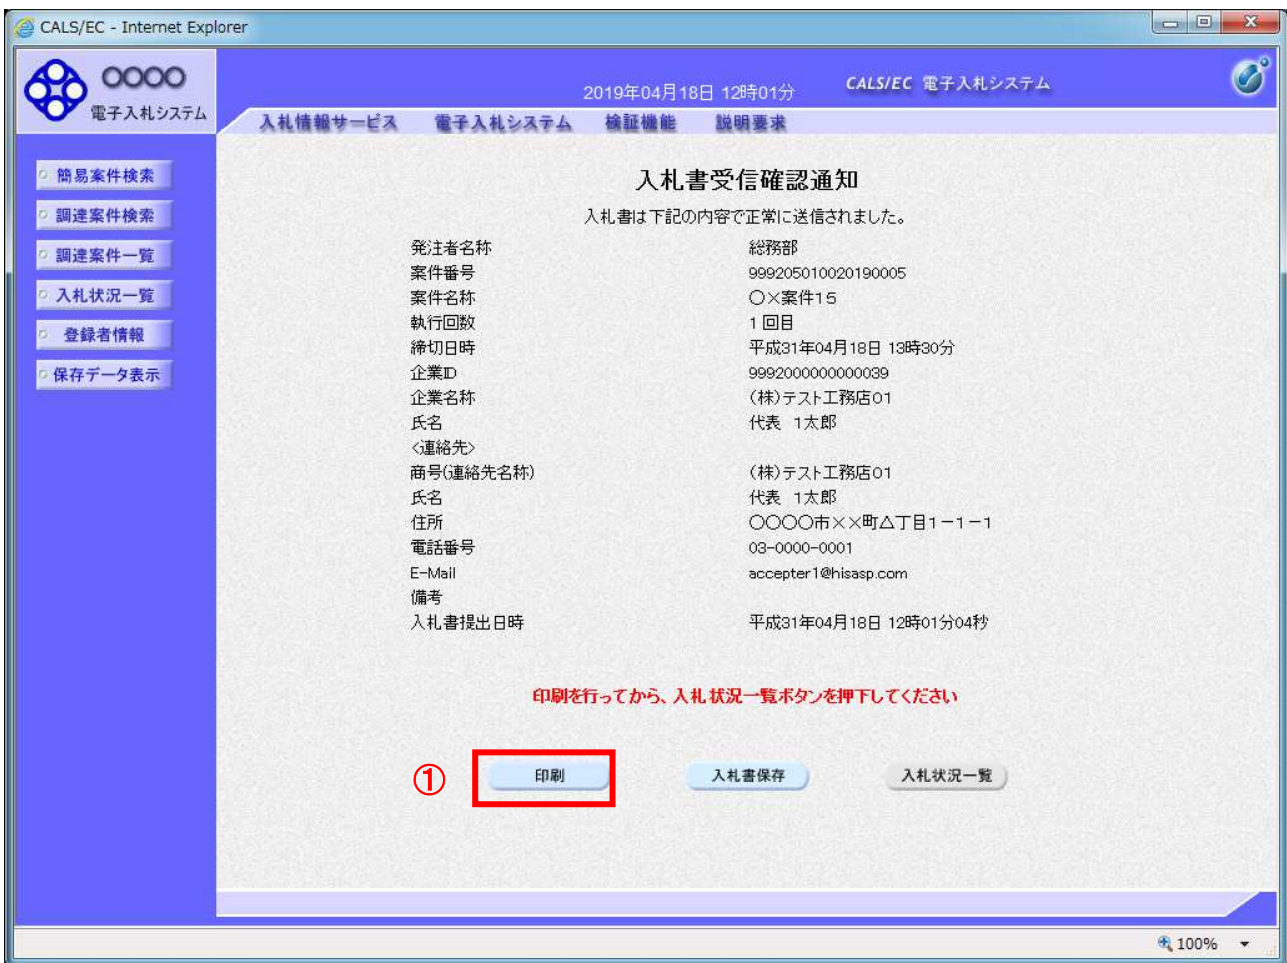 CALS/EC - Internet Explorer
〇〇〇〇
電子入札システム
2019年04月18日 12時01分
CALS/EC 電子入札システム
入札情報サービス 電子入札システム 検証機能 説明要求
簡易案件検索
調達案件検索
調達案件一覧
入札状況一覧
登録者情報
保存データ表示
入札書受信確認通知
入札書は下記の内容で正常に送信されました。
発注者名称 総務部
案件番号 999205010020190005
案件名称 〇×案件15
執行回数 1回目
締切日時 平成31年04月18日 13時30分
企業ID 9992000000000039
企業名称 (株)テスト工務店01
氏名 代表 1太郎
<連絡先>
商号(連絡先名称) (株)テスト工務店01
氏名 代表 1太郎
住所 〇〇〇〇市××町△丁目1-1-1
電話番号 03-0000-0001
E-Mail accepter1@hisasp.com
備考
入札書提出日時 平成31年04月18日 12時01分04秒
印刷を行ってから、入札状況一覧ボタンを押下してください
① 印刷 入札書保存 入札状況一覧
100%